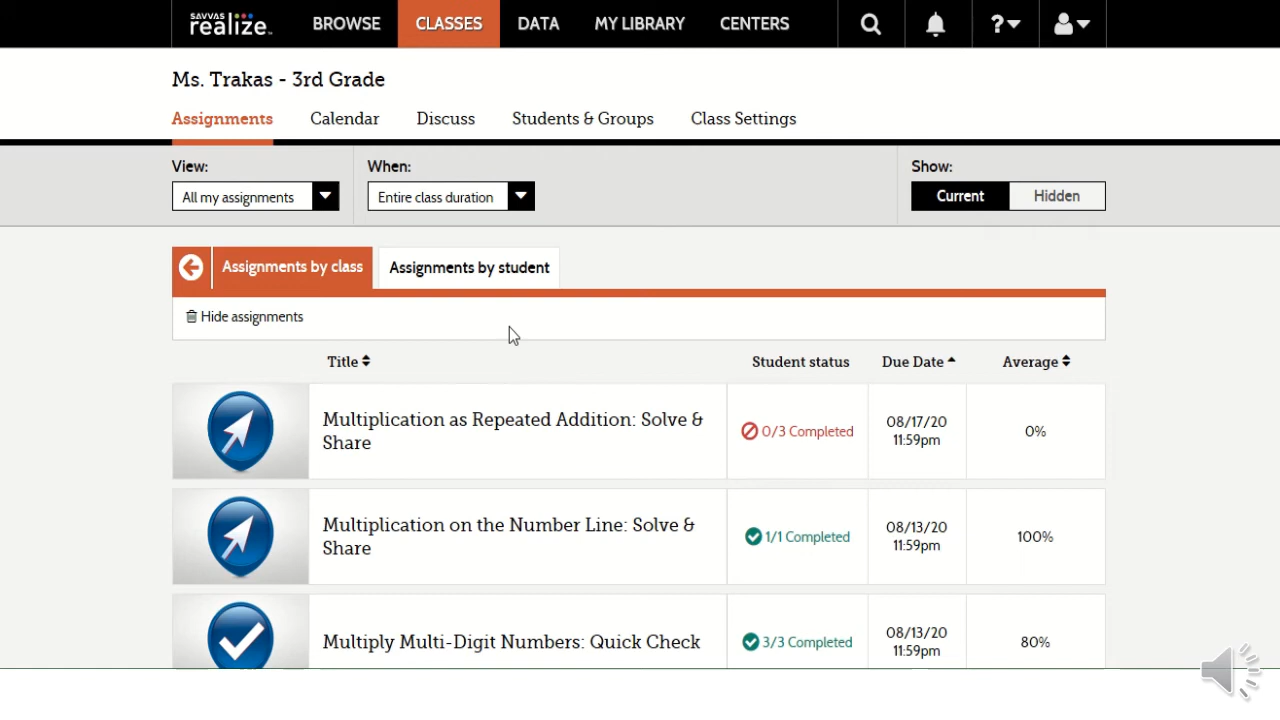 SAVVAS
realize™
BROWSE CLASSES DATA MY LIBRARY CENTERS ?
Ms. Trakas - 3rd Grade
Assignments Calendar Discuss Students & Groups Class Settings
View: When: Show:
All my assignments Entire class duration Current Hidden
Assignments by class Assignments by student
Hide assignments
Title Student status Due Date Average
Multiplication as Repeated Addition: Solve &
Share
0/3 Completed
08/17/20
11:59pm
0%
Multiplication on the Number Line: Solve &
Share
1/1 Completed
08/13/20
11:59pm
100%
Multiply Multi-Digit Numbers: Quick Check
3/3 Completed
08/13/20
11:59pm
80%